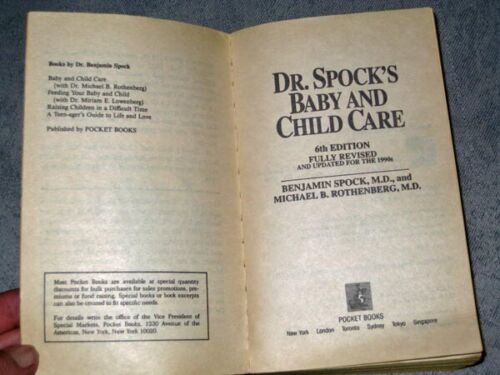 Books by Dr. Benjamin Spock
Baby and Child Care
(with Dr. Michael B. Rothenberg)
Feeding Your Baby and Child
(with Dr. Miriam E. Lowenberg)
Raising Children in a Difficult Time
A Teen-ager's Guide to Life and Love
Published by POCKET BOOKS
Most Pocket Books are available at special quantity
discounts for bulk purchases for sales promotions, pre-
miums or fund raising. Special books or book excerpts
can also be created to fit specific needs.
For details write the office of the Vice President of
Special Markets, Pocket Books, 1230 Avenue of the
Americas, New York, New York 10020.
DR. SPOCK'S
BABY AND
CHILD CARE
6th EDITION
FULLY REVISED
AND UPDATED FOR THE 1990s
BENJAMIN SPOCK, M.D., and
MICHAEL B. ROTHENBERG, M.D.
POCKET BOOKS
New York London Toronto Sydney Tokyo Singapore